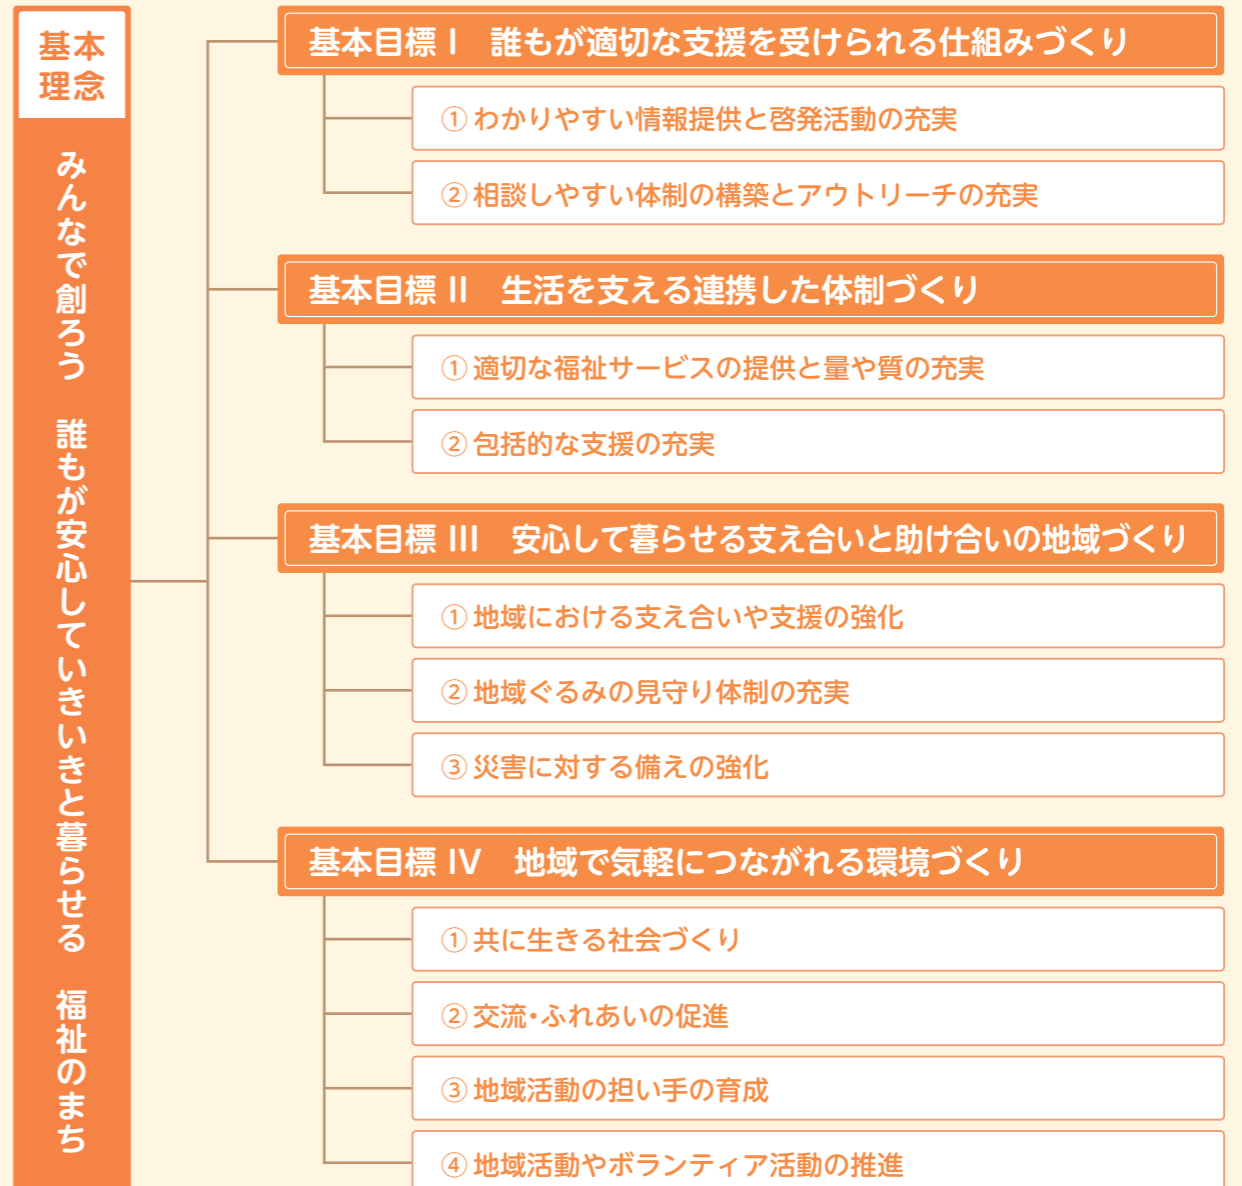 基本
理念
みんなで創ろう　誰もが安心していきいきと暮らせる　福祉のまち
基本目標 I　誰もが適切な支援を受けられる仕組みづくり
① わかりやすい情報提供と啓発活動の充実
② 相談しやすい体制の構築とアウトリーチの充実
基本目標 II　生活を支える連携した体制づくり
① 適切な福祉サービスの提供と量や質の充実
② 包括的な支援の充実
基本目標 III　安心して暮らせる支え合いと助け合いの地域づくり
① 地域における支え合いや支援の強化
② 地域ぐるみの見守り体制の充実
③ 災害に対する備えの強化
基本目標 IV　地域で気軽につながれる環境づくり
① 共に生きる社会づくり
② 交流・ふれあいの促進
③ 地域活動の担い手の育成
④ 地域活動やボランティア活動の推進